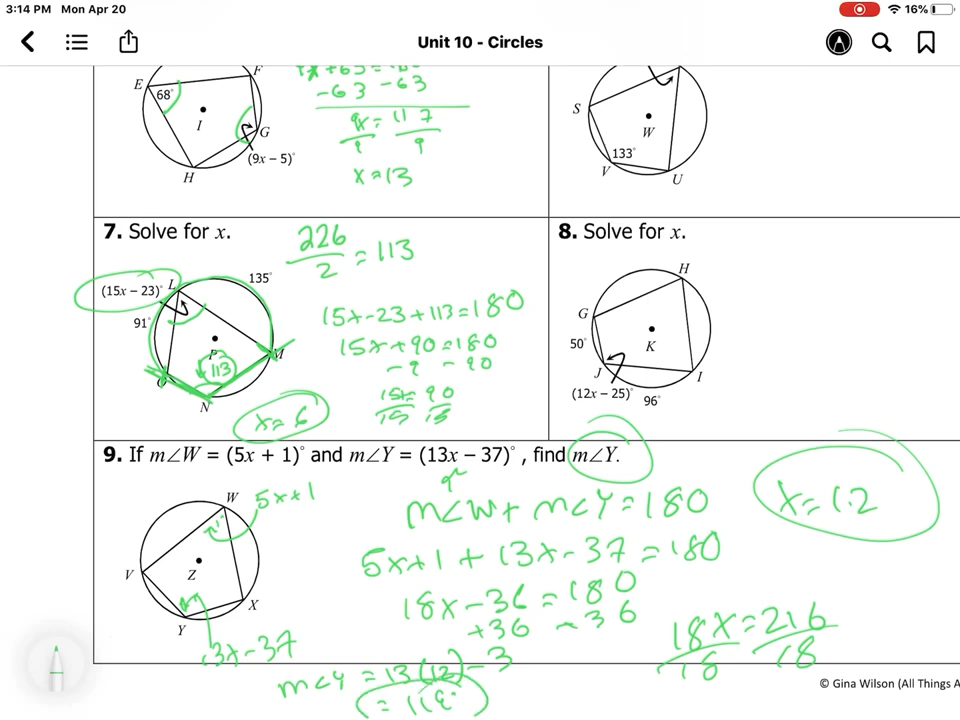 3:14 PM Mon Apr 20
16%
Unit 10 - Circles
E
F
68°
I
G
(9x – 5)°
H
−63 −63
9x = 117
9 9
x = 13
S
W
133°
V
U
7. Solve for x.
226
2
= 113
(15x – 23)°
L
135°
91°
P
113
M
O
N
15x−23+113=180
15x+90=180
−9 −90
15x=90
15 15
x=6
8. Solve for x.
H
G
50°
K
J
I
(12x – 25)°
96°
9. If m∠W = (5x + 1)° and m∠Y = (13x – 37)°, find m∠Y.
W
5x+1
V
Z
X
Y
13x−37
m∠W + m∠Y = 180
5x+1 + 13x−37 = 180
18x−36 = 180
+36 +36
18x=216
18 18
x=12
m∠Y = 13(12)−3
= 119°
© Gina Wilson (All Things A